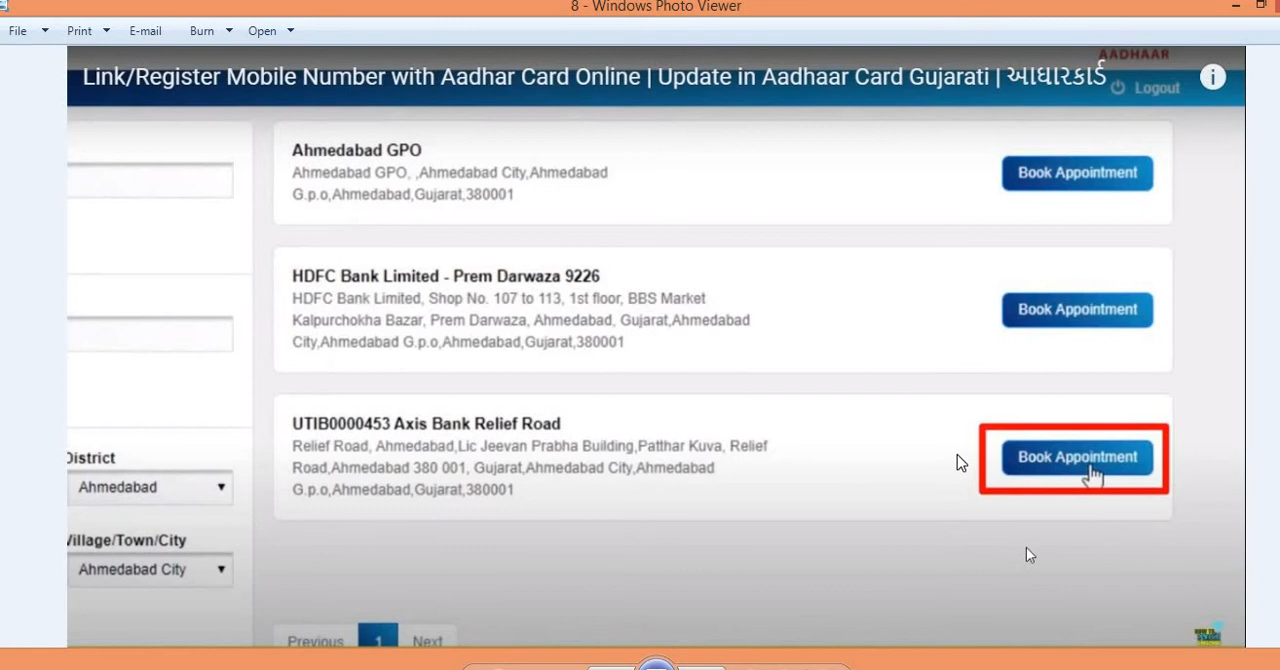 8 - Windows Photo Viewer
File Print E-mail Burn Open
AADHAAR
Link/Register Mobile Number with Aadhar Card Online | Update in Aadhaar Card Gujarati | આધારકાર્ડ
Logout
Ahmedabad GPO
Ahmedabad GPO, ,Ahmedabad City,Ahmedabad
G.p.o,Ahmedabad,Gujarat,380001
Book Appointment
HDFC Bank Limited - Prem Darwaza 9226
HDFC Bank Limited, Shop No. 107 to 113, 1st floor, BBS Market
Kalpurchokha Bazar, Prem Darwaza, Ahmedabad, Gujarat,Ahmedabad
City,Ahmedabad G.p.o,Ahmedabad,Gujarat,380001
Book Appointment
UTIB0000453 Axis Bank Relief Road
Relief Road, Ahmedabad,Lic Jeevan Prabha Building,Patthar Kuva, Relief
Road,Ahmedabad 380 001, Gujarat,Ahmedabad City,Ahmedabad
G.p.o,Ahmedabad,Gujarat,380001
Book Appointment
District
Ahmedabad
Village/Town/City
Ahmedabad City
Previous 1 Next